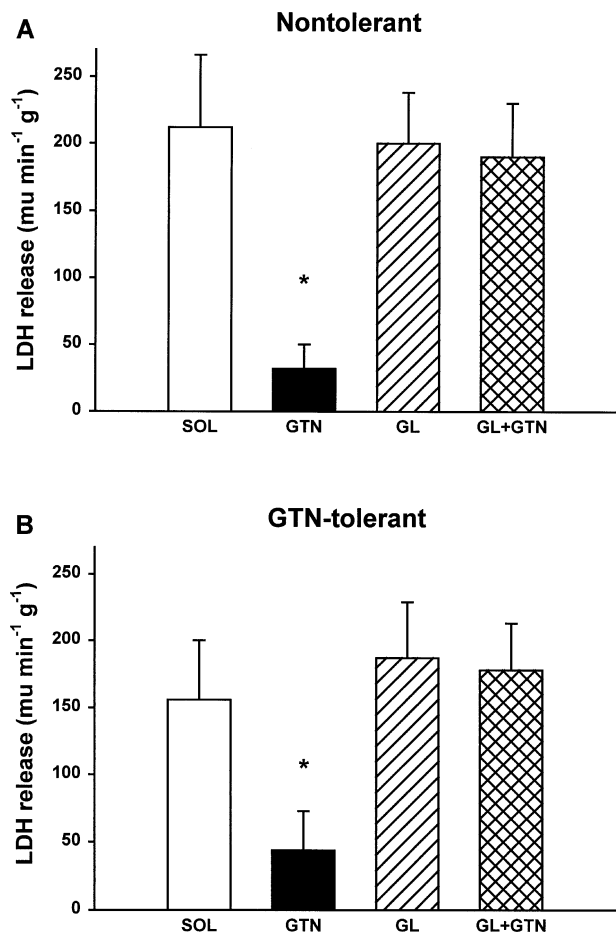 A
Nontolerant
LDH release (mu min-1 g-1)
250
200
150
100
50
0
*
SOL GTN GL GL+GTN
B
GTN-tolerant
LDH release (mu min-1 g-1)
250
200
150
100
50
0
*
SOL GTN GL GL+GTN